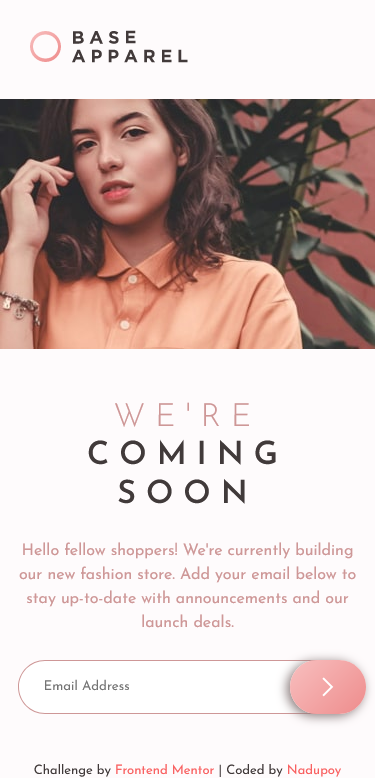 BASE
APPAREL
WE'RE
COMING
SOON
Hello fellow shoppers! We're currently building
our new fashion store. Add your email below to
stay up-to-date with announcements and our
launch deals.
Email Address
Challenge by Frontend Mentor | Coded by Nadupoy